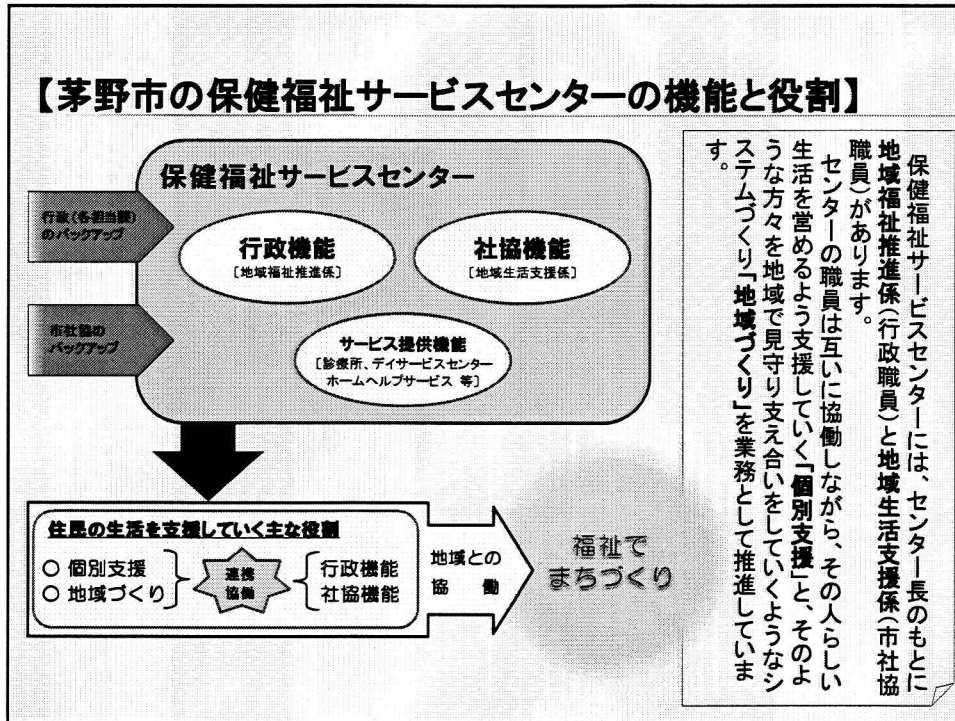 【茅野市の保健福祉サービスセンターの機能と役割】
保健福祉サービスセンター
行政(各担当課)
のバックアップ
市社協の
バックアップ
行政機能
〔地域福祉推進係〕
社協機能
〔地域生活支援係〕
サービス提供機能
〔診療所、デイサービスセンター
ホームヘルプサービス 等〕
住民の生活を支援していく主な役割
○ 個別支援
○ 地域づくり
連携
協働
行政機能
社協機能
地域との
協 働
福祉で
まちづくり
保健福祉サービスセンターには、センター長のもとに
地域福祉推進係(行政職員)と地域生活支援係(市社協
職員)があります。
センターの職員は互いに協働しながら、その人らしい
生活を営めるよう支援していく「個別支援」と、そのよ
うな方々を地域で見守り支え合いをしていくようなシ
ステムづくり「地域づくり」を業務として推進していま
す。